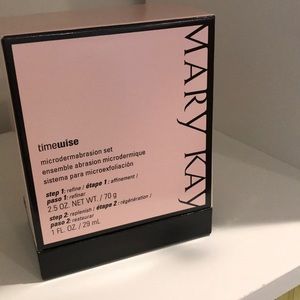 MARY KAY
timewise
microdermabrasion set
ensemble abrasion microdermique
sistema para microexfoliación
step 1: refine / étape 1 : affinement /
paso 1: refinar
2.5 OZ. NET WT. / 70 g
step 2: replenish / étape 2 : régénération /
paso 2: restaurar
1 FL. OZ. / 29 mL